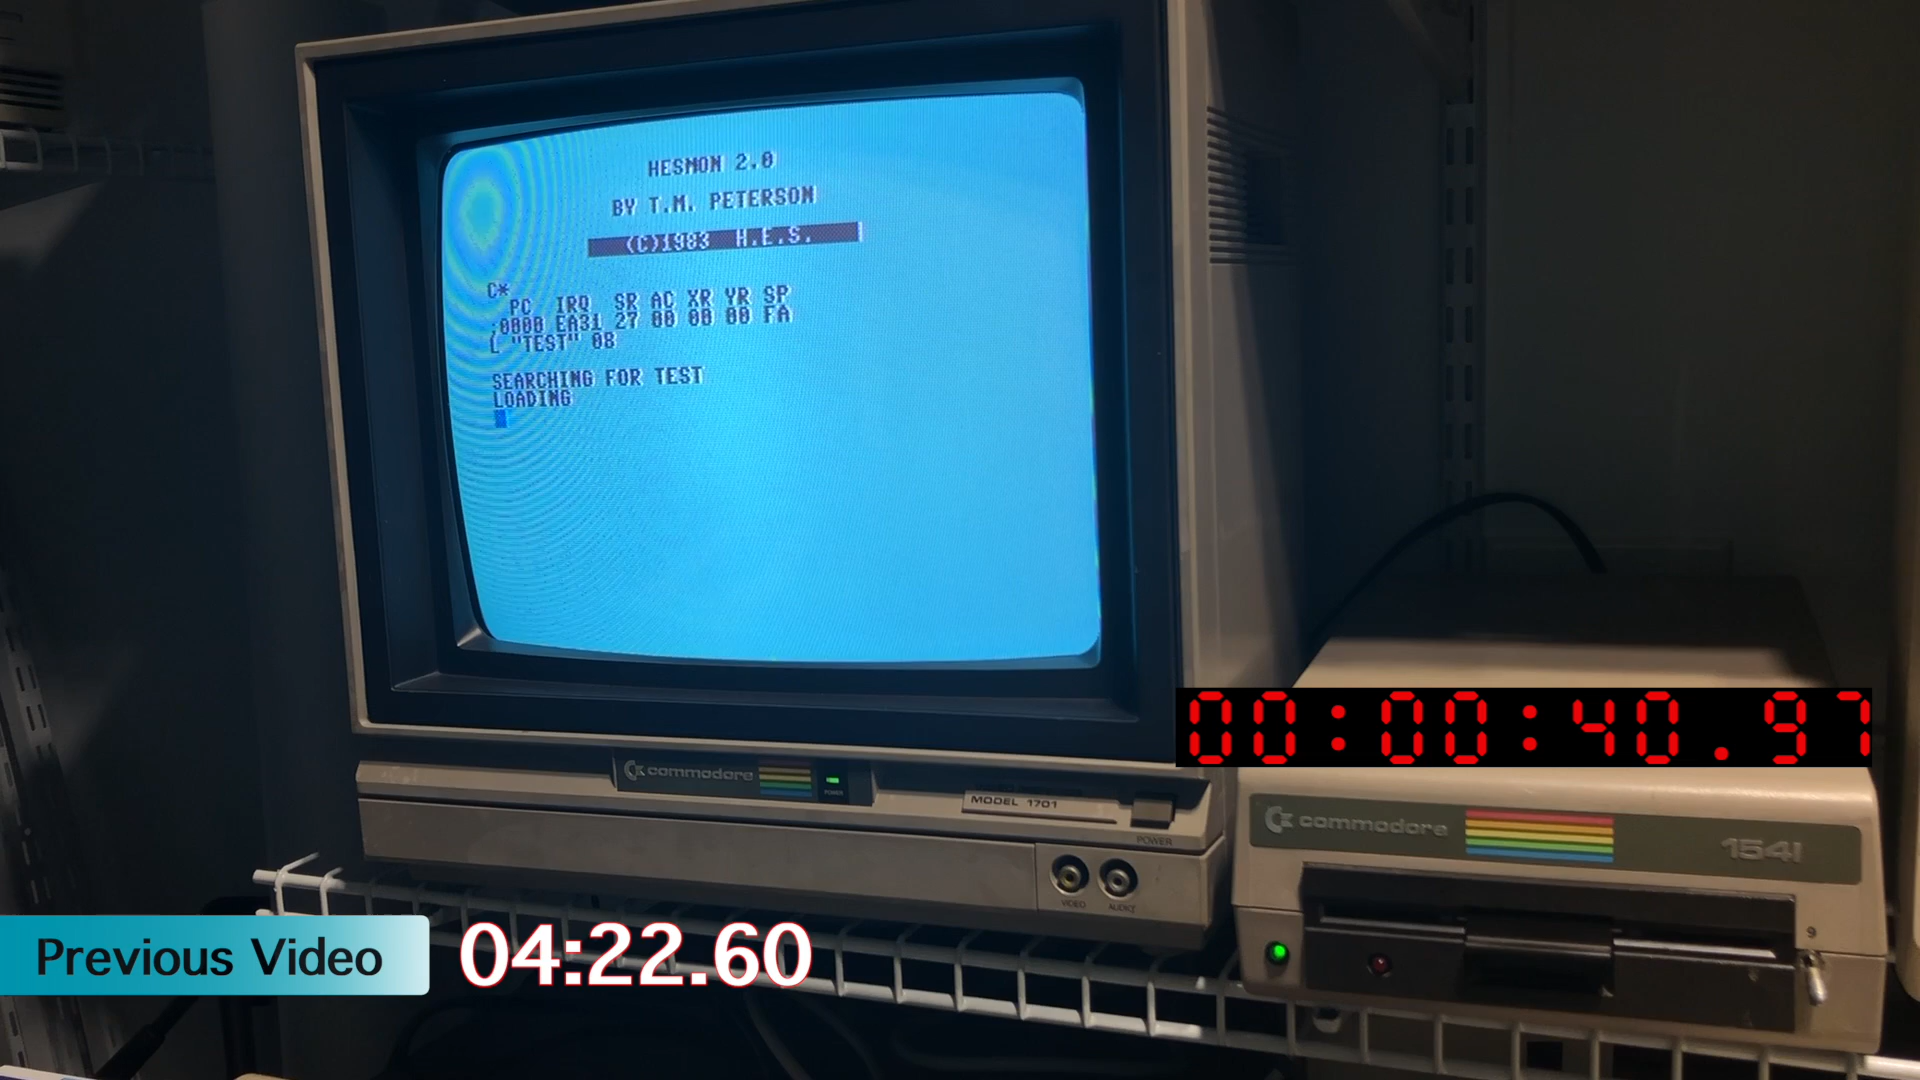 HESMON 2.0
BY T.M. PETERSON
(C)1983 H.E.S.
C*
PC IRQ SR AC XR YR SP
;000B EA31 27 00 00 00 FA
L "TEST" 08
SEARCHING FOR TEST
LOADING
commodore
POWER
MODEL 1701
POWER
VIDEO
AUDIO
00:00:40.97
commodore
1541
9
Previous Video
04:22.60